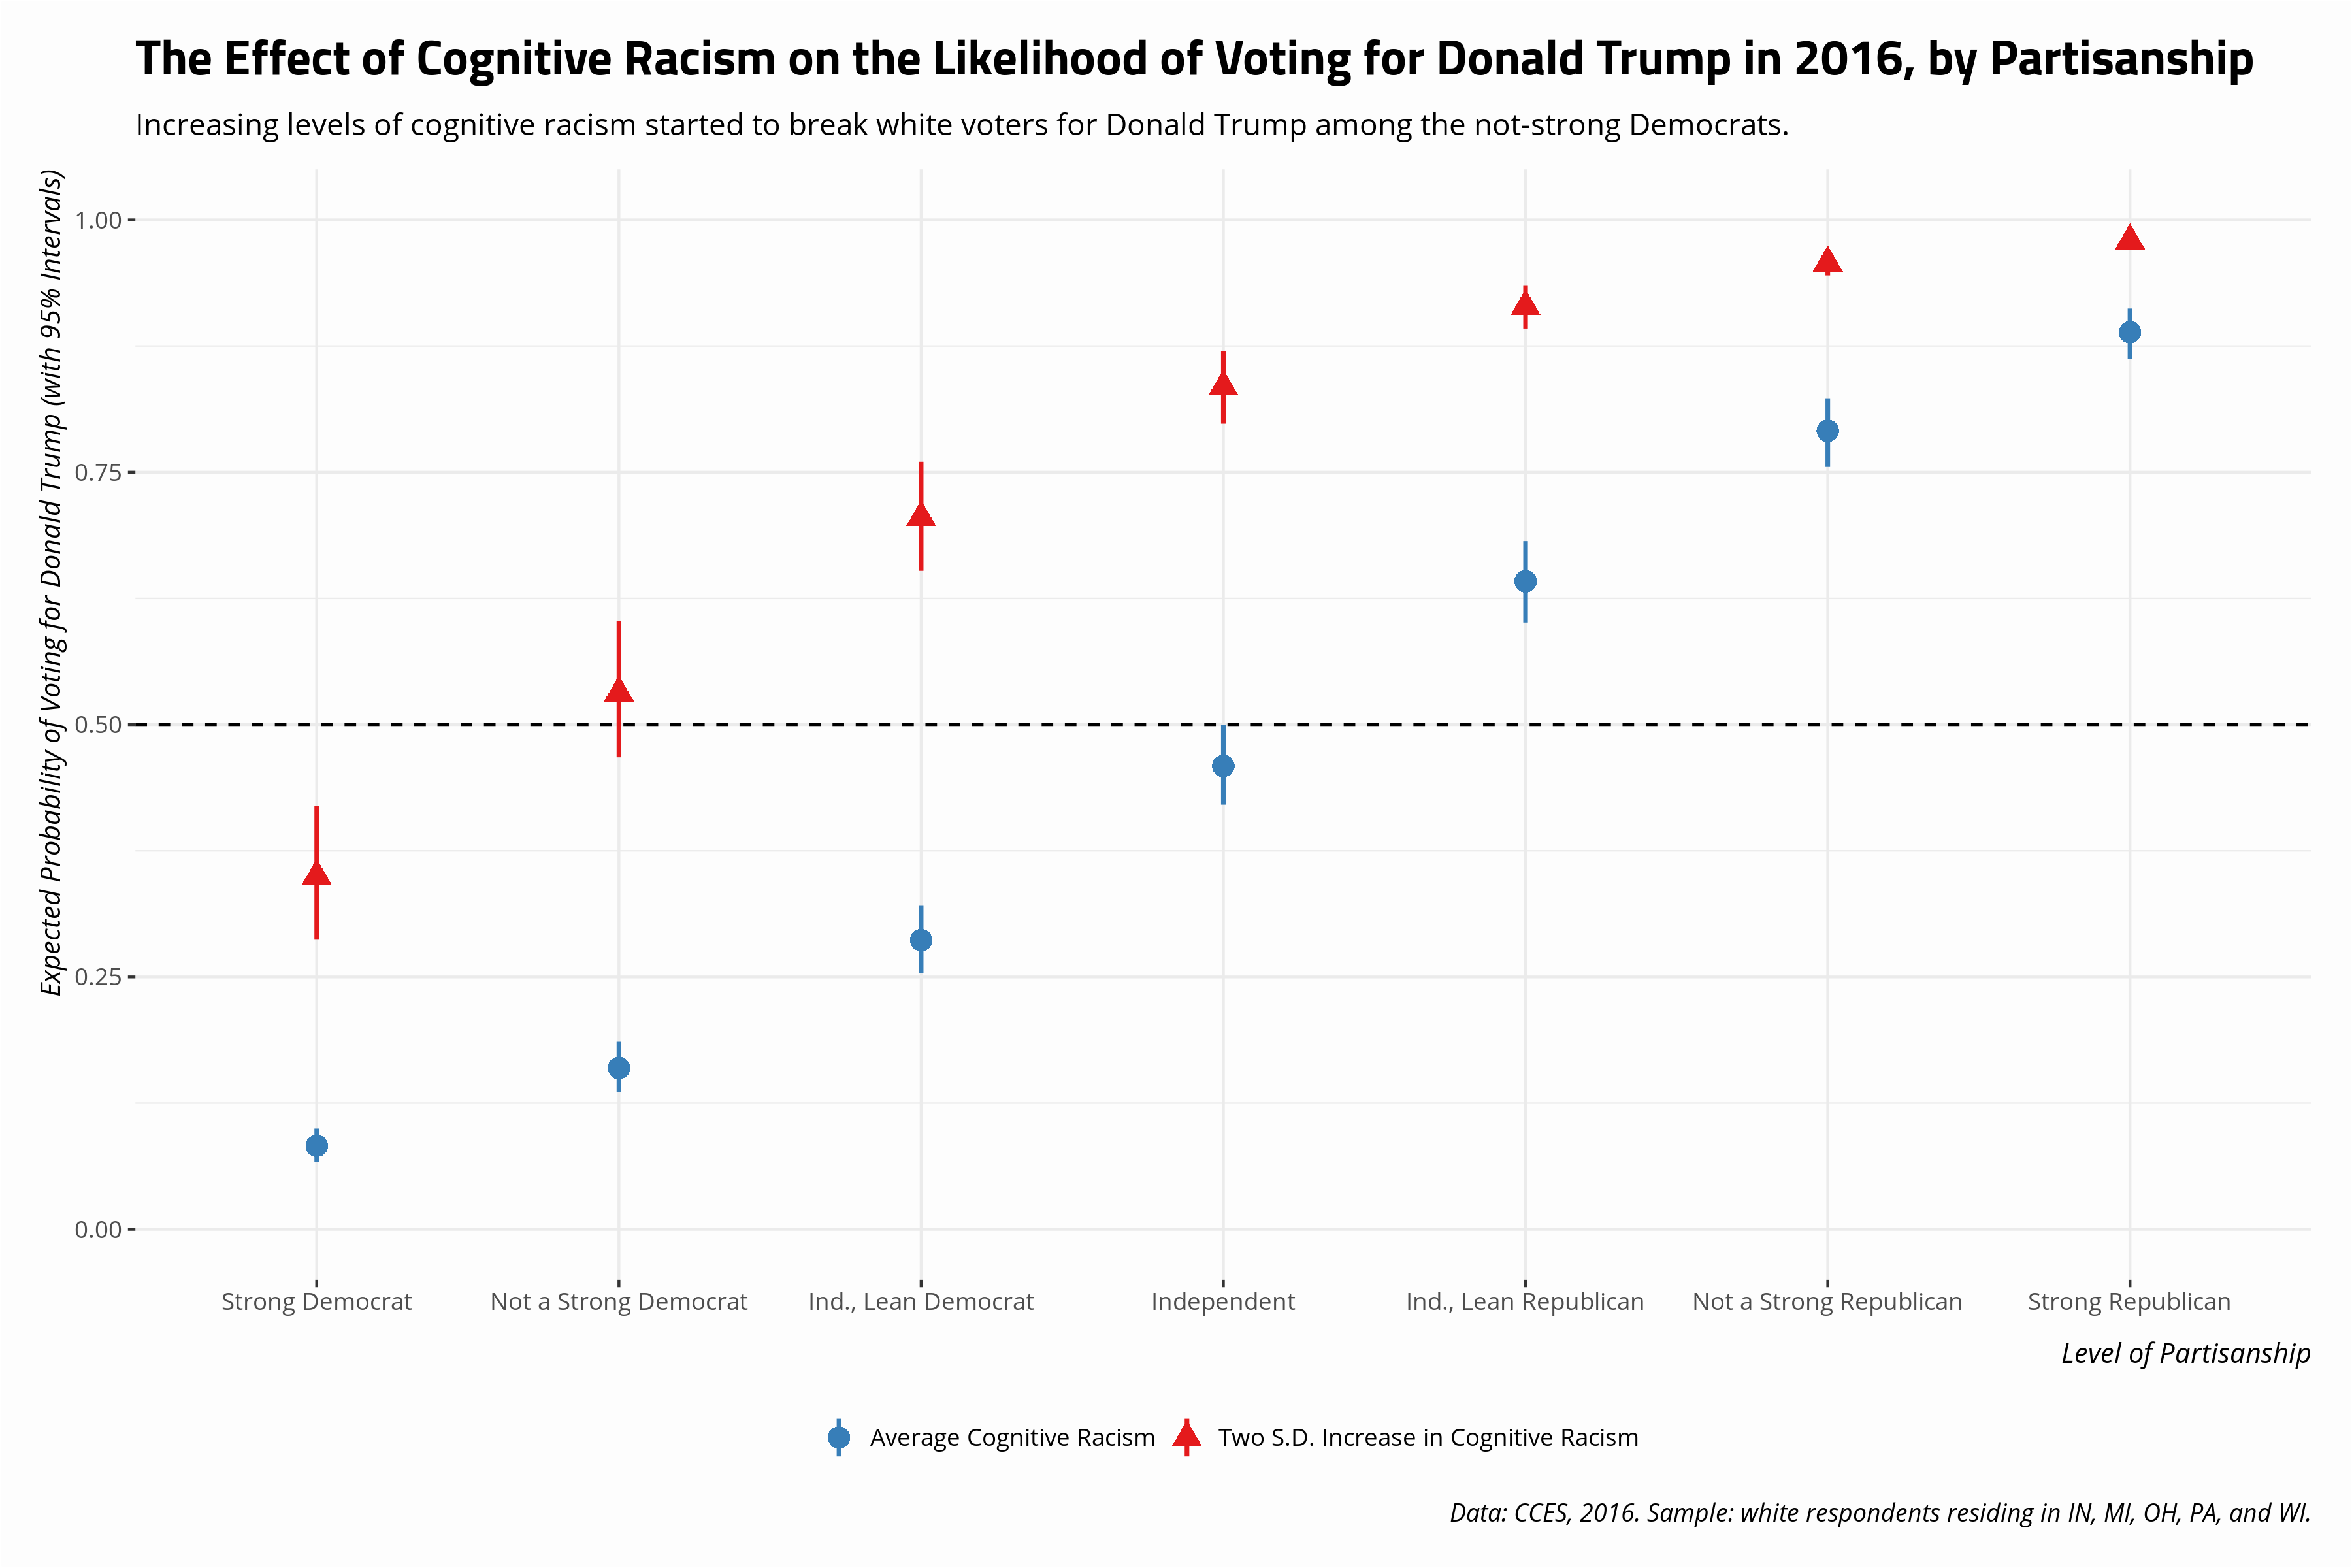 The Effect of Cognitive Racism on the Likelihood of Voting for Donald Trump in 2016, by Partisanship
Increasing levels of cognitive racism started to break white voters for Donald Trump among the not-strong Democrats.
Expected Probability of Voting for Donald Trump (with 95% Intervals)
1.00
0.75
0.50
0.25
0.00
Strong Democrat
Not a Strong Democrat
Ind., Lean Democrat
Independent
Ind., Lean Republican
Not a Strong Republican
Strong Republican
Level of Partisanship
Average Cognitive Racism
Two S.D. Increase in Cognitive Racism
Data: CCES, 2016. Sample: white respondents residing in IN, MI, OH, PA, and WI.